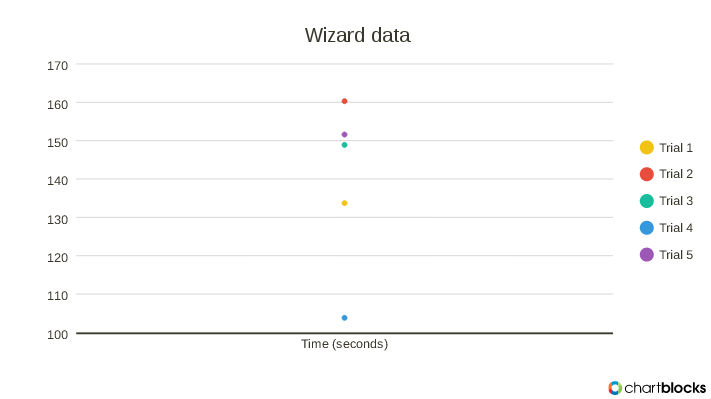 Wizard data
170
160
150
140
130
120
110
100
Time (seconds)
Trial 1
Trial 2
Trial 3
Trial 4
Trial 5
chartblocks